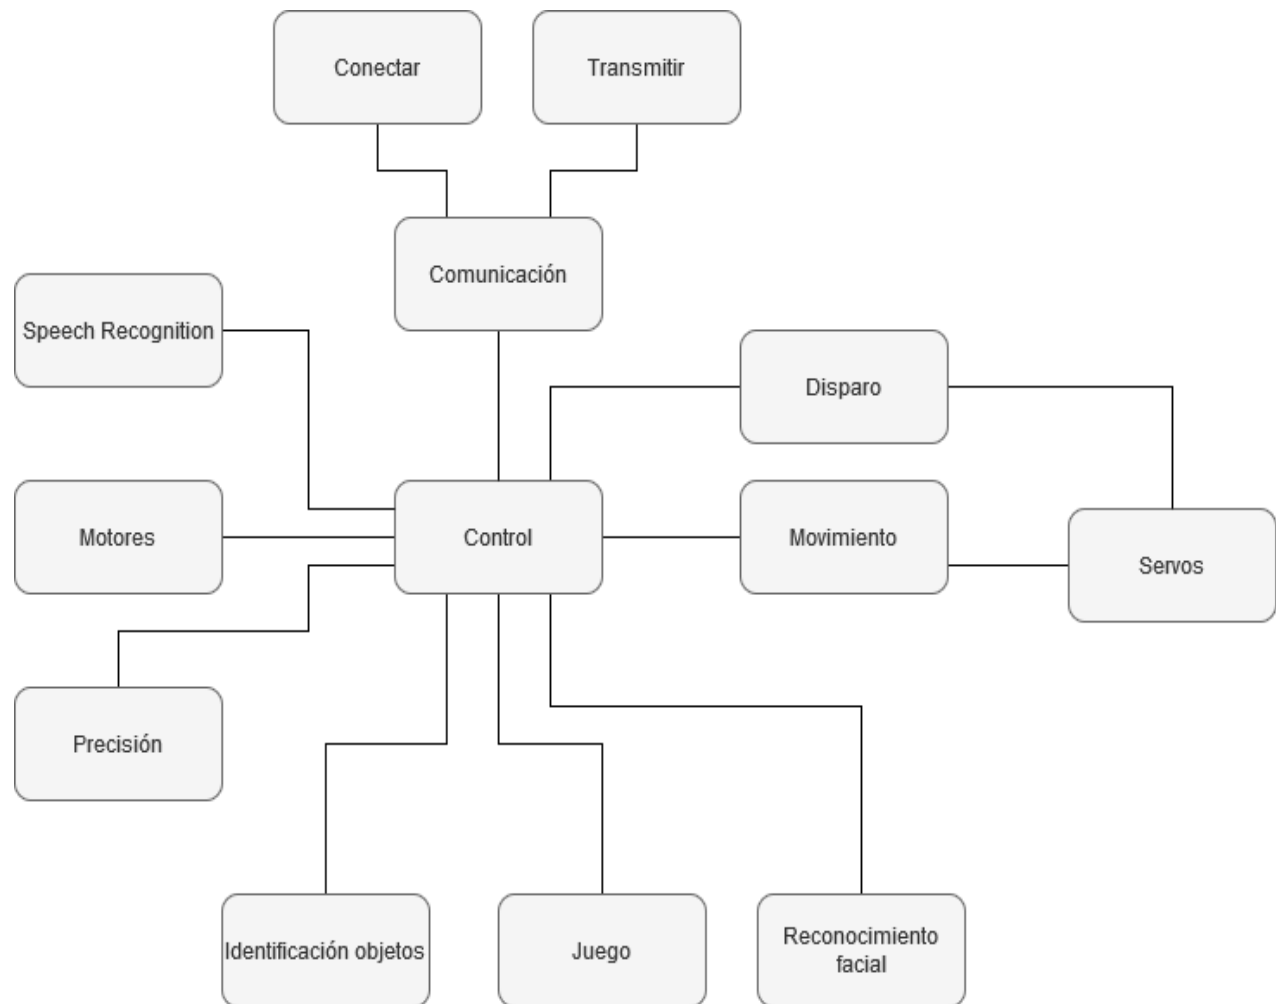 Conectar
Transmitir
Comunicación
Speech Recognition
Disparo
Motores
Control
Movimiento
Servos
Precisión
Identificación objetos
Juego
Reconocimiento
facial